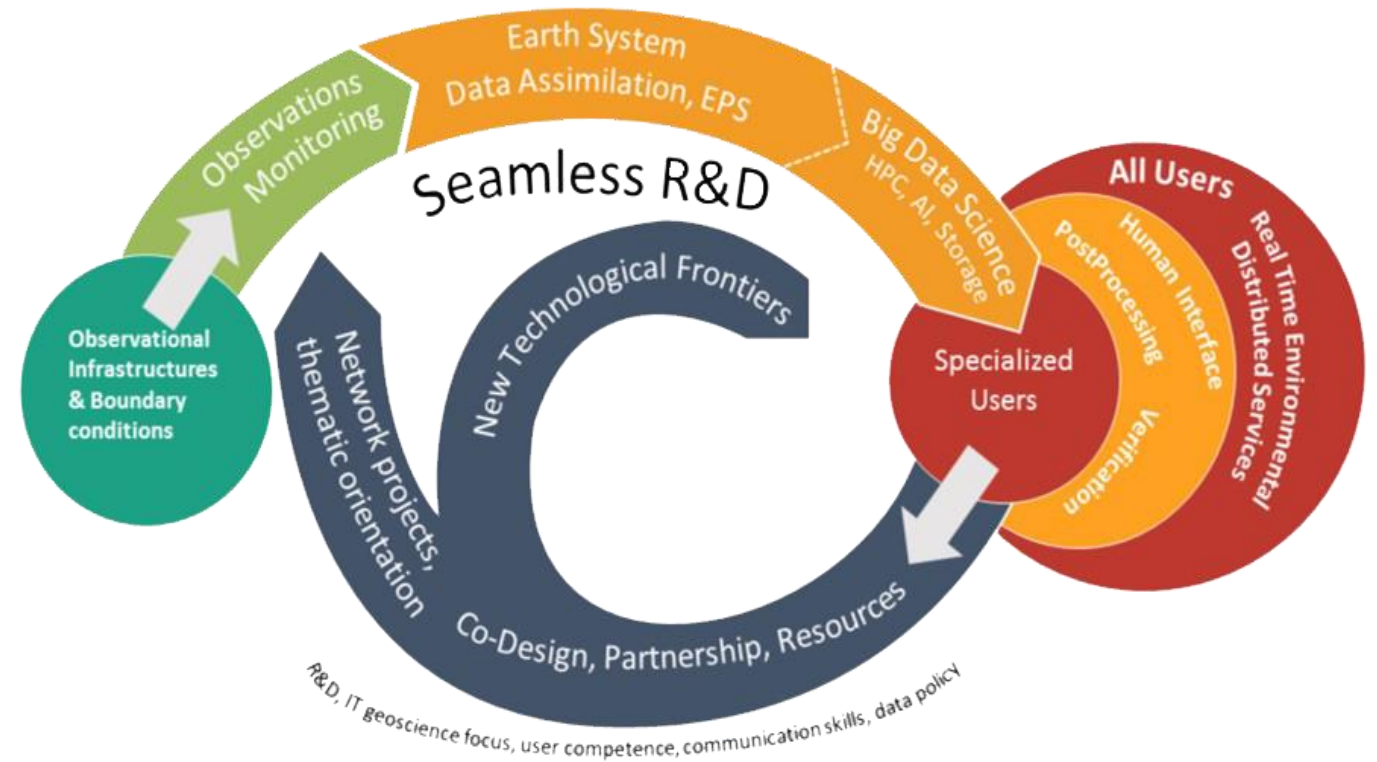 Earth System
Data Assimilation, EPS
Observations
Monitoring
Big Data Science
HPC, AI, Storage
Seamless R&D
All Users
Real Time Environmental
Distributed Services
Human Interface
PostProcessing
Verification
New Technological Frontiers
Observational
Infrastructures
& Boundary
conditions
Specialized
Users
Network projects,
thematic orientation
Co-Design, Partnership, Resources
R&D, IT geoscience focus, user competence, communication skills, data policy